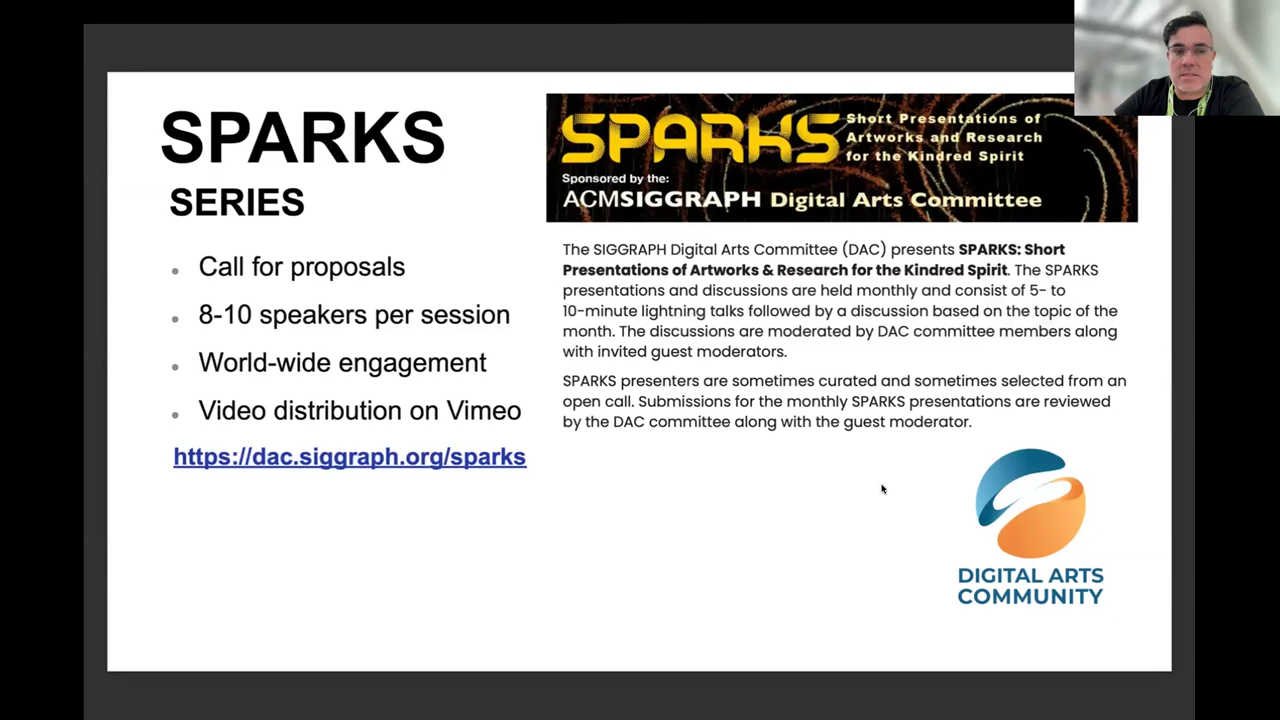 SPARKS
SERIES
Call for proposals
8-10 speakers per session
World-wide engagement
Video distribution on Vimeo
https://dac.siggraph.org/sparks
SPARKS
Short Presentations of
Artworks and Research
for the Kindred Spirit
Sponsored by the:
ACMSIGGRAPH Digital Arts Committee
The SIGGRAPH Digital Arts Committee (DAC) presents SPARKS: Short
Presentations of Artworks & Research for the Kindred Spirit. The SPARKS
presentations and discussions are held monthly and consist of 5- to
10-minute lightning talks followed by a discussion based on the topic of the
month. The discussions are moderated by DAC committee members along
with invited guest moderators.
SPARKS presenters are sometimes curated and sometimes selected from an
open call. Submissions for the monthly SPARKS presentations are reviewed
by the DAC committee along with the guest moderator.
DIGITAL ARTS
COMMUNITY